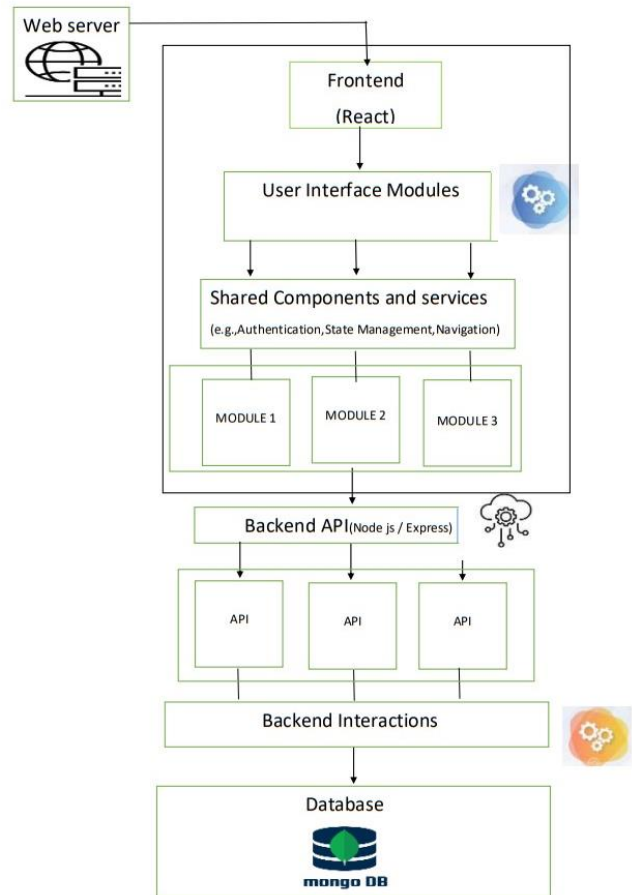 Web server
Frontend
(React)
User Interface Modules
Shared Components and services
(e.g.,Authentication,State Management,Navigation)
MODULE 1
MODULE 2
MODULE 3
Backend API(Node js / Express)
API
API
API
Backend Interactions
Database
mongo DB